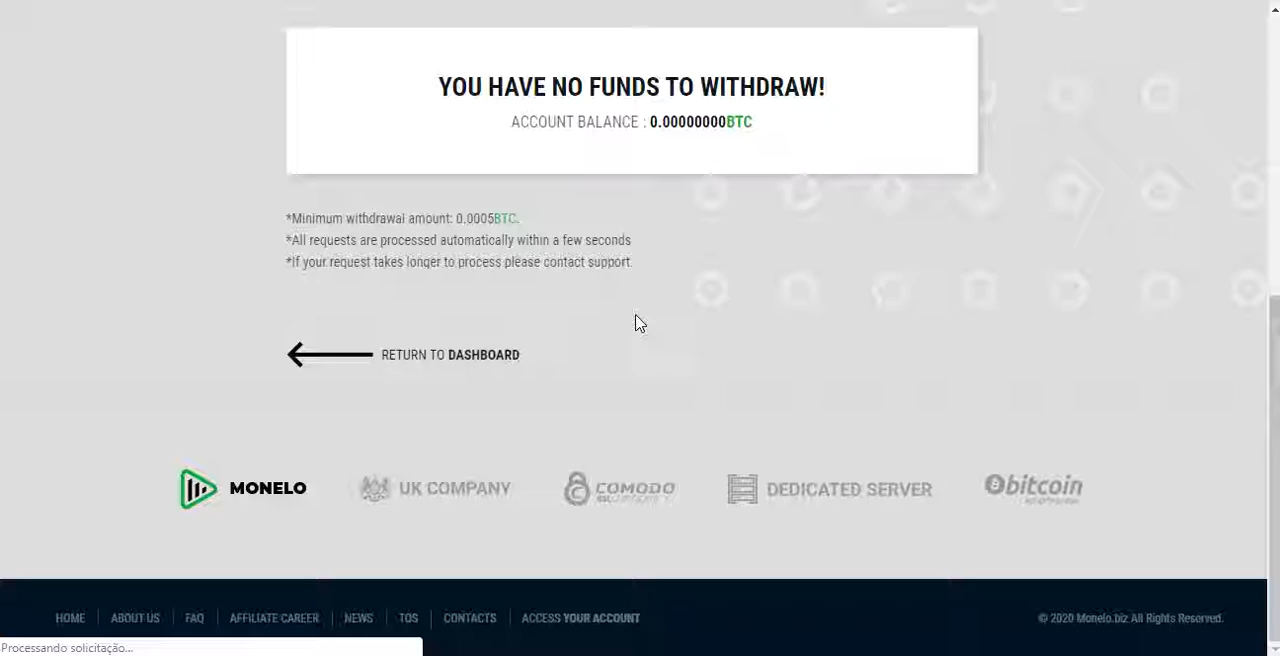 YOU HAVE NO FUNDS TO WITHDRAW!
ACCOUNT BALANCE : 0.00000000BTC
*Minimum withdrawal amount: 0.0005BTC.
*All requests are processed automatically within a few seconds
*If your request takes longer to process please contact support.
RETURN TO DASHBOARD
MONELO UK COMPANY COMODO DEDICATED SERVER bitcoin
HOME ABOUT US FAQ AFFILIATE CAREER NEWS TOS CONTACTS ACCESS YOUR ACCOUNT © 2020 Monelo.biz All Rights Reserved.
Processando solicitação...